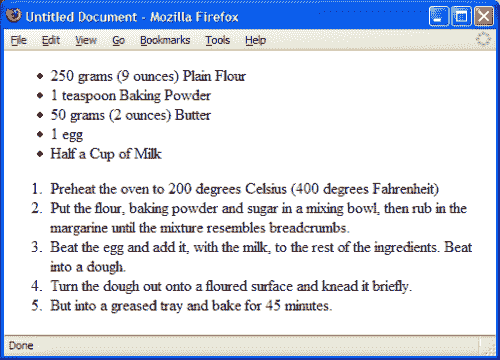 Untitled Document - Mozilla Firefox
File Edit View Go Bookmarks Tools Help
• 250 grams (9 ounces) Plain Flour
• 1 teaspoon Baking Powder
• 50 grams (2 ounces) Butter
• 1 egg
• Half a Cup of Milk
1. Preheat the oven to 200 degrees Celsius (400 degrees Fahrenheit)
2. Put the flour, baking powder and sugar in a mixing bowl, then rub in the
margarine until the mixture resembles breadcrumbs.
3. Beat the egg and add it, with the milk, to the rest of the ingredients. Beat
into a dough.
4. Turn the dough out onto a floured surface and knead it briefly.
5. But into a greased tray and bake for 45 minutes.
Done